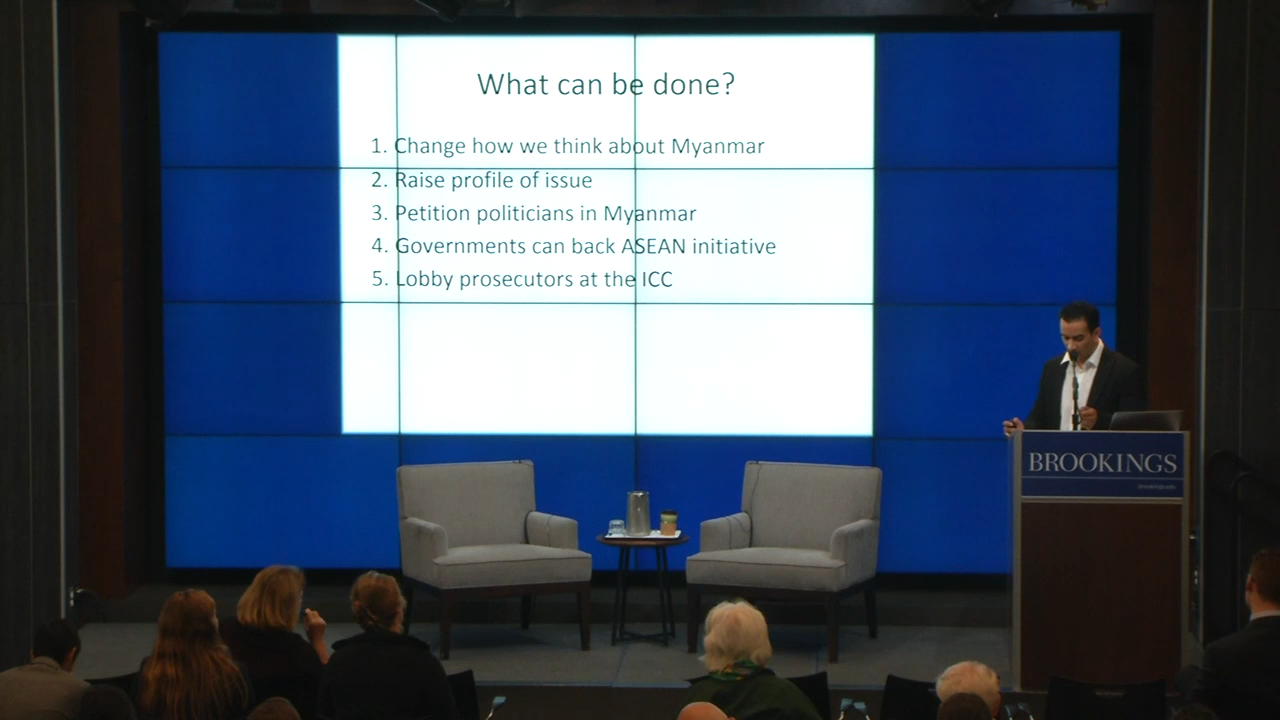 What can be done?
1. Change how we think about Myanmar
2. Raise profile of issue
3. Petition politicians in Myanmar
4. Governments can back ASEAN initiative
5. Lobby prosecutors at the ICC
BROOKINGS